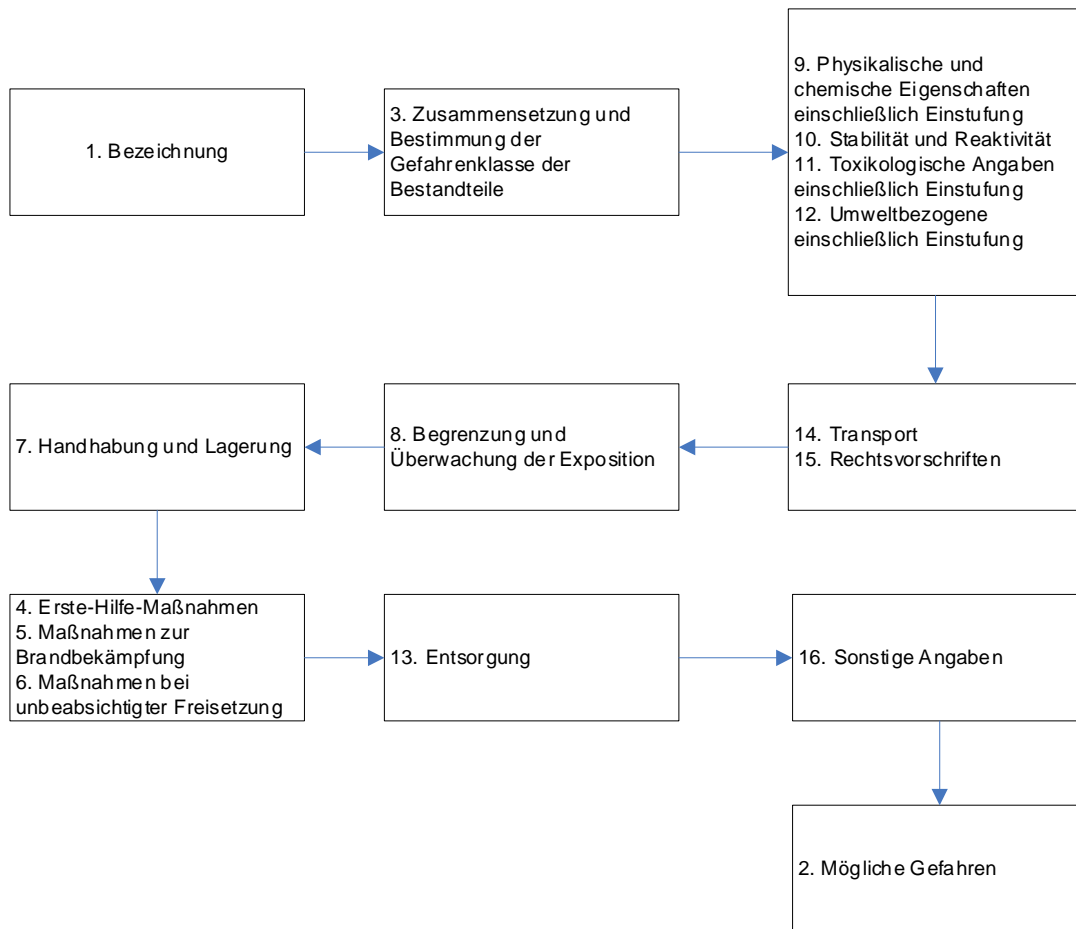 1. Bezeichnung
3. Zusammensetzung und
Bestimmung der
Gefahrenklasse der
Bestandteile
9. Physikalische und
chemische Eigenschaften
einschließlich Einstufung
10. Stabilität und Reaktivität
11. Toxikologische Angaben
einschließlich Einstufung
12. Umweltbezogene
einschließlich Einstufung
14. Transport
15. Rechtsvorschriften
8. Begrenzung und
Überwachung der Exposition
7. Handhabung und Lagerung
4. Erste-Hilfe-Maßnahmen
5. Maßnahmen zur
Brandbekämpfung
6. Maßnahmen bei
unbeabsichtigter Freisetzung
13. Entsorgung
16. Sonstige Angaben
2. Mögliche Gefahren